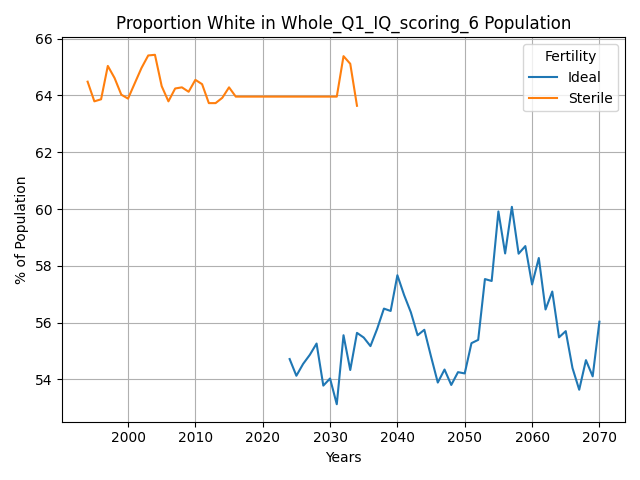 Proportion White in Whole_Q1_IQ_scoring_6 Population
66
64
62
60
58
56
54
% of Population
Fertility
Ideal
Sterile
2000 2010 2020 2030 2040 2050 2060 2070
Years